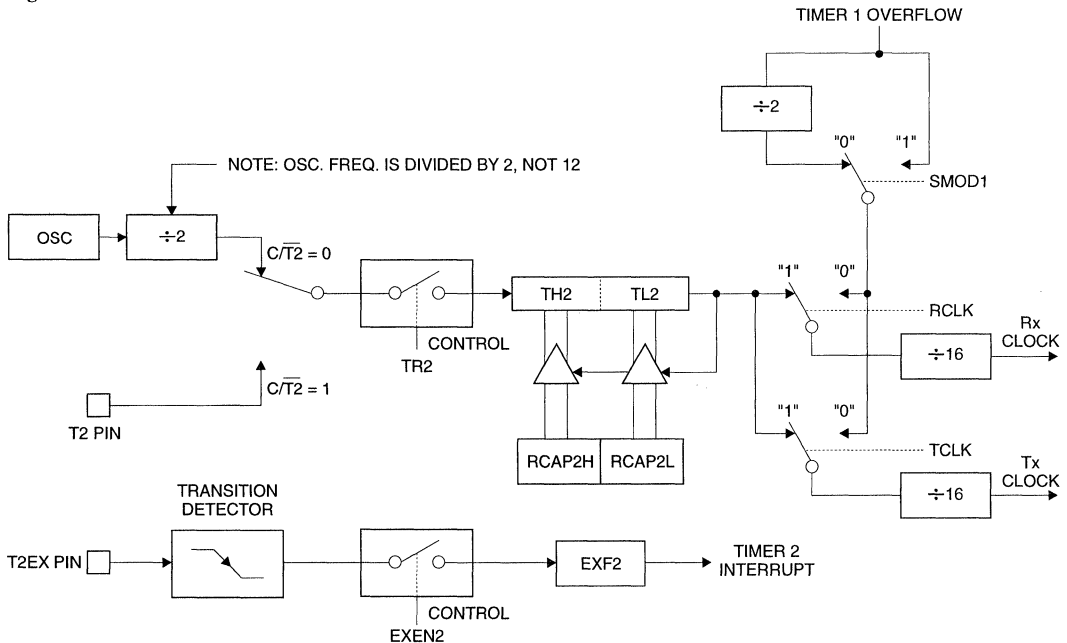 TIMER 1 OVERFLOW
÷2
"0"
"1"
SMOD1
NOTE: OSC. FREQ. IS DIVIDED BY 2, NOT 12
OSC
÷2
C/T2̅ = 0
TH2
TL2
"1"
"0"
RCLK
Rx
CLOCK
÷16
CONTROL
TR2
C/T2̅ = 1
T2 PIN
RCAP2H
RCAP2L
"1"
"0"
TCLK
Tx
CLOCK
÷16
TRANSITION
DETECTOR
T2EX PIN
EXF2
TIMER 2
INTERRUPT
CONTROL
EXEN2